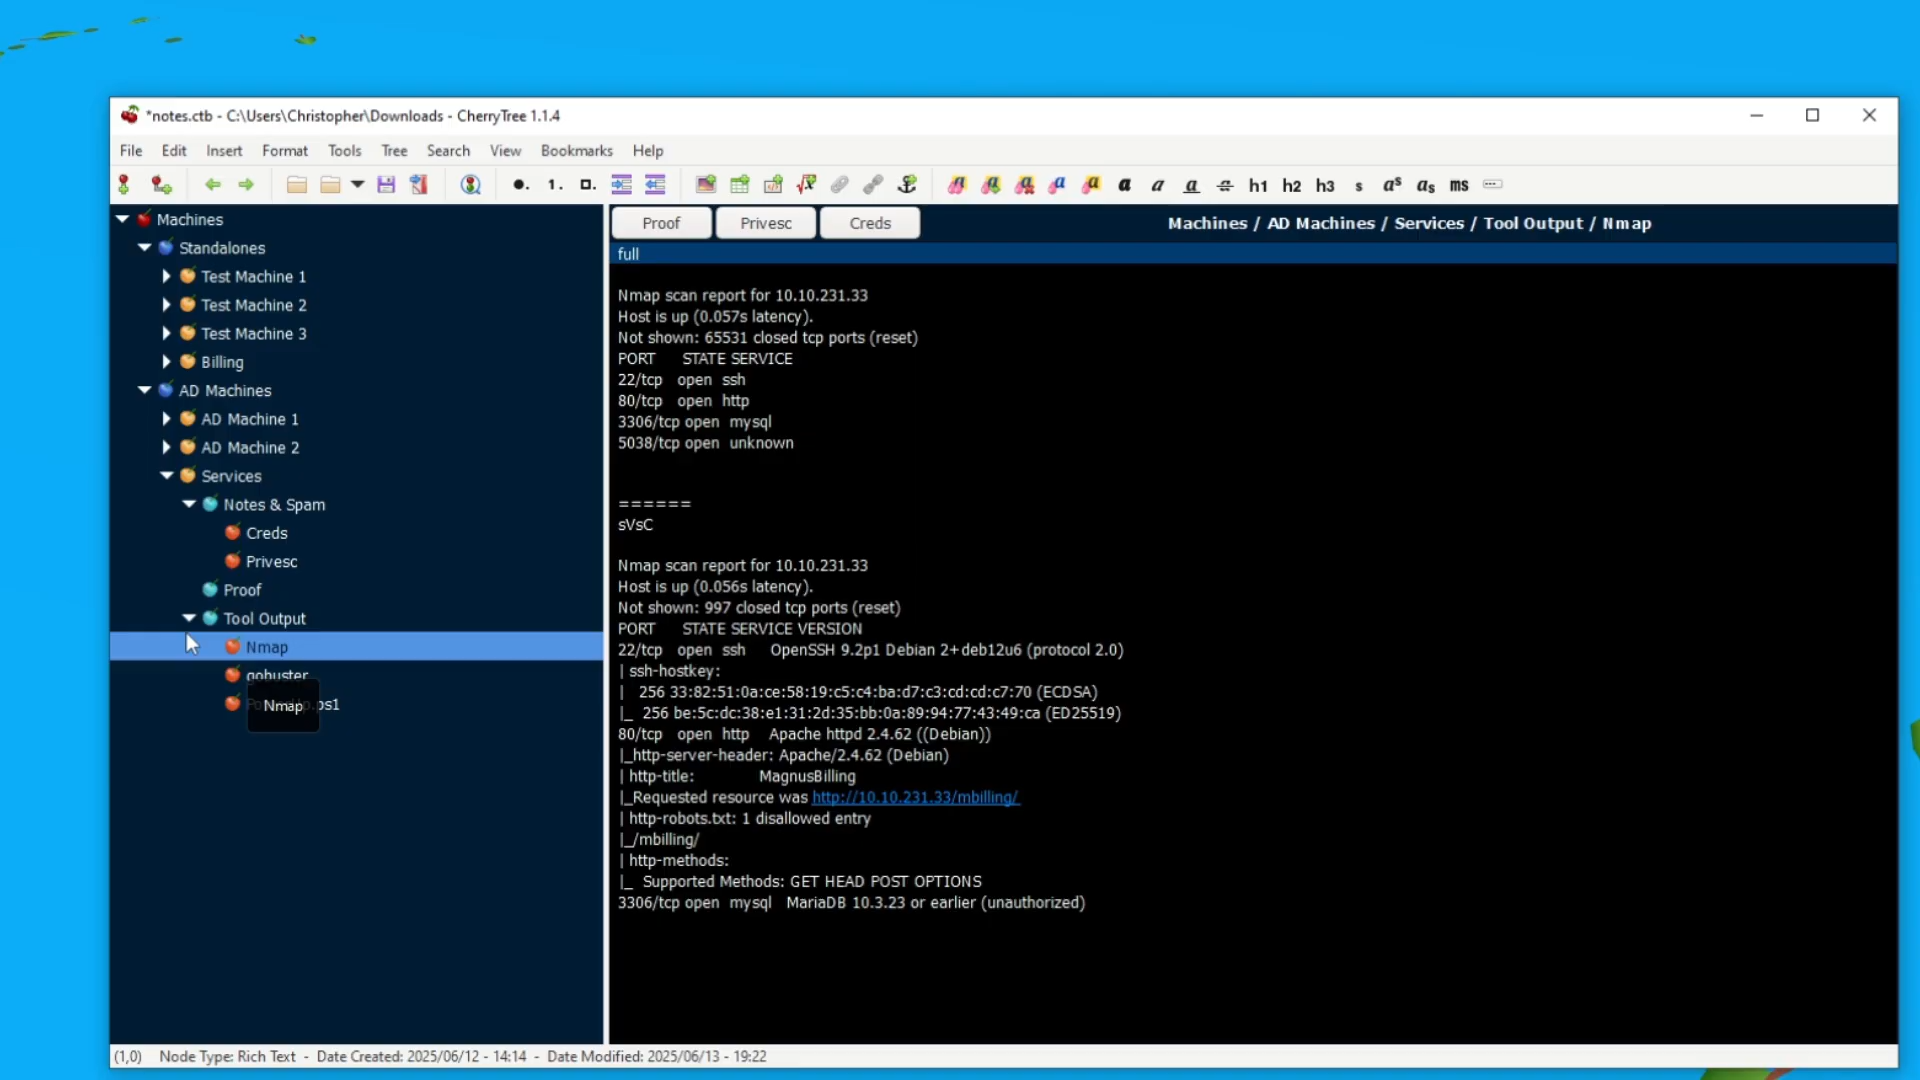 *notes.ctb - C:\Users\Christopher\Downloads - CherryTree 1.1.4
File Edit Insert Format Tools Tree Search View Bookmarks Help
1. h1 h2 h3 s aS as ms
Machines
Standalones
Test Machine 1
Test Machine 2
Test Machine 3
Billing
AD Machines
AD Machine 1
AD Machine 2
Services
Notes & Spam
Creds
Privesc
Proof
Tool Output
Nmap
gobuster
.ps1
Nmap
Proof Privesc Creds Machines / AD Machines / Services / Tool Output / Nmap
full
Nmap scan report for 10.10.231.33
Host is up (0.057s latency).
Not shown: 65531 closed tcp ports (reset)
PORT STATE SERVICE
22/tcp open ssh
80/tcp open http
3306/tcp open mysql
5038/tcp open unknown
======
sVsC
Nmap scan report for 10.10.231.33
Host is up (0.056s latency).
Not shown: 997 closed tcp ports (reset)
PORT STATE SERVICE VERSION
22/tcp open ssh OpenSSH 9.2p1 Debian 2+deb12u6 (protocol 2.0)
| ssh-hostkey:
| 256 33:82:51:0a:ce:58:19:c5:c4:ba:d7:c3:cd:cd:c7:70 (ECDSA)
|_ 256 be:5c:dc:38:e1:31:2d:35:bb:0a:89:94:77:43:49:ca (ED25519)
80/tcp open http Apache httpd 2.4.62 ((Debian))
|_http-server-header: Apache/2.4.62 (Debian)
| http-title: MagnusBilling
|_Requested resource was http://10.10.231.33/mbilling/
| http-robots.txt: 1 disallowed entry
|_/mbilling/
| http-methods:
|_ Supported Methods: GET HEAD POST OPTIONS
3306/tcp open mysql MariaDB 10.3.23 or earlier (unauthorized)
(1,0) Node Type: Rich Text - Date Created: 2025/06/12 - 14:14 - Date Modified: 2025/06/13 - 19:22